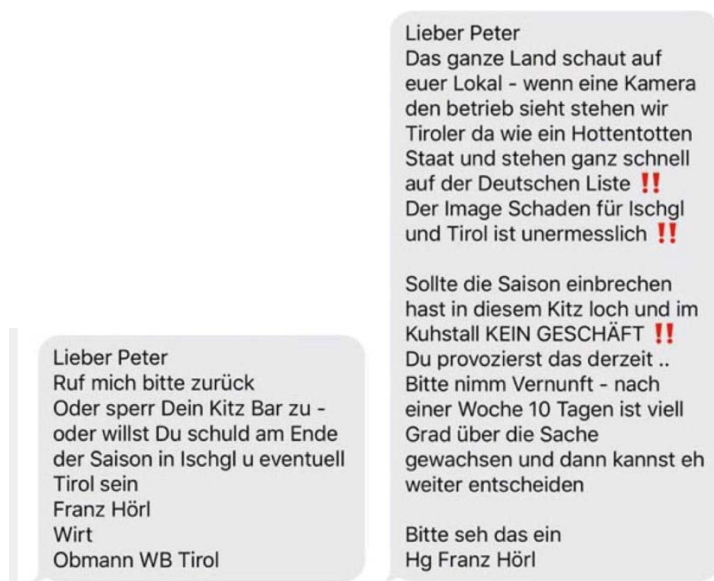 Lieber Peter
Ruf mich bitte zurück
Oder sperr Dein Kitz Bar zu -
oder willst Du schuld am Ende
der Saison in Ischgl u eventuell
Tirol sein
Franz Hörl
Wirt
Obmann WB Tirol
Lieber Peter
Das ganze Land schaut auf
euer Lokal - wenn eine Kamera
den betrieb sieht stehen wir
Tiroler da wie ein Hottentotten
Staat und stehen ganz schnell
auf der Deutschen Liste ‼️
Der Image Schaden für Ischgl
und Tirol ist unermesslich ‼️
Sollte die Saison einbrechen
hast in diesem Kitz loch und im
Kuhstall KEIN GESCHÄFT ‼️
Du provozierst das derzeit ..
Bitte nimm Vernunft - nach
einer Woche 10 Tagen ist viell
Grad über die Sache
gewachsen und dann kannst eh
weiter entscheiden
Bitte seh das ein
Hg Franz Hörl